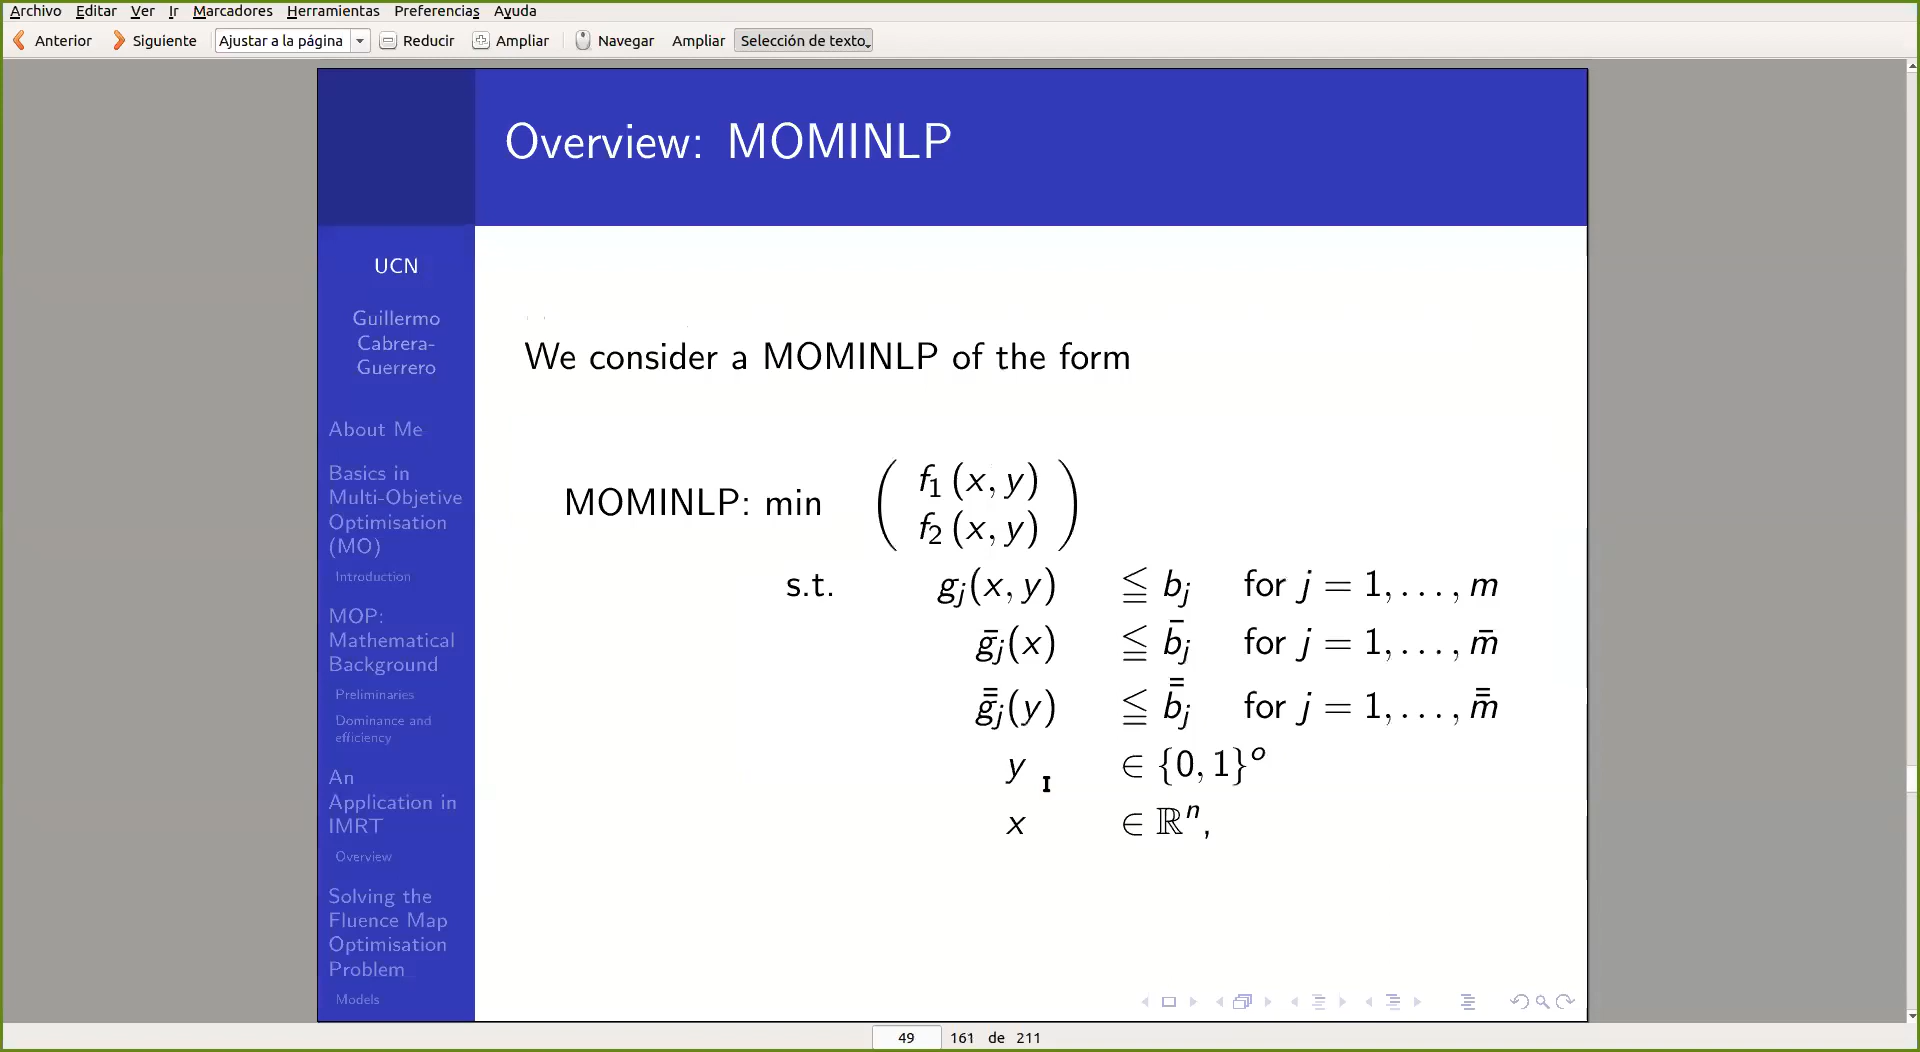 Archivo Editar Ver Ir Marcadores Herramientas Preferencias Ayuda
Anterior Siguiente Ajustar a la página Reducir Ampliar Navegar Ampliar Selección de texto
Overview: MOMINLP
UCN
Guillermo
Cabrera-
Guerrero
About Me
Basics in
Multi-Objetive
Optimisation
(MO)
Introduction
MOP:
Mathematical
Background
Preliminaries
Dominance and
efficiency
An
Application in
IMRT
Overview
Solving the
Fluence Map
Optimisation
Problem
Models
We consider a MOMINLP of the form
MOMINLP: min ( f₁ (x, y)
f₂ (x, y) )
s.t. gⱼ(x, y) ≦ bⱼ for j = 1, . . . , m
ḡⱼ(x) ≦ b̄ⱼ for j = 1, . . . , m̄
g̿ⱼ(y) ≦ b̿ⱼ for j = 1, . . . , m̿
y ∈ {0, 1}ᵒ
x ∈ ℝⁿ,
49 161 de 211